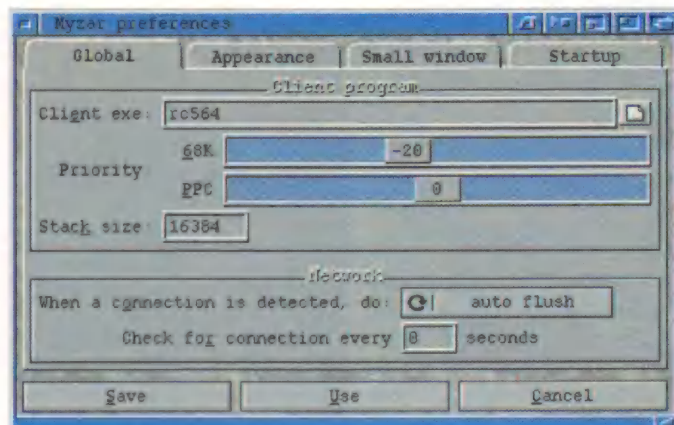 Myzar preferences
Global Appearance Small window Startup
Client program
Client exe: rc564
Priority
68K -20
PPC 0
Stack size: 16384
Network
When a connection is detected, do: auto flush
Check for connection every 8 seconds
Save Use Cancel